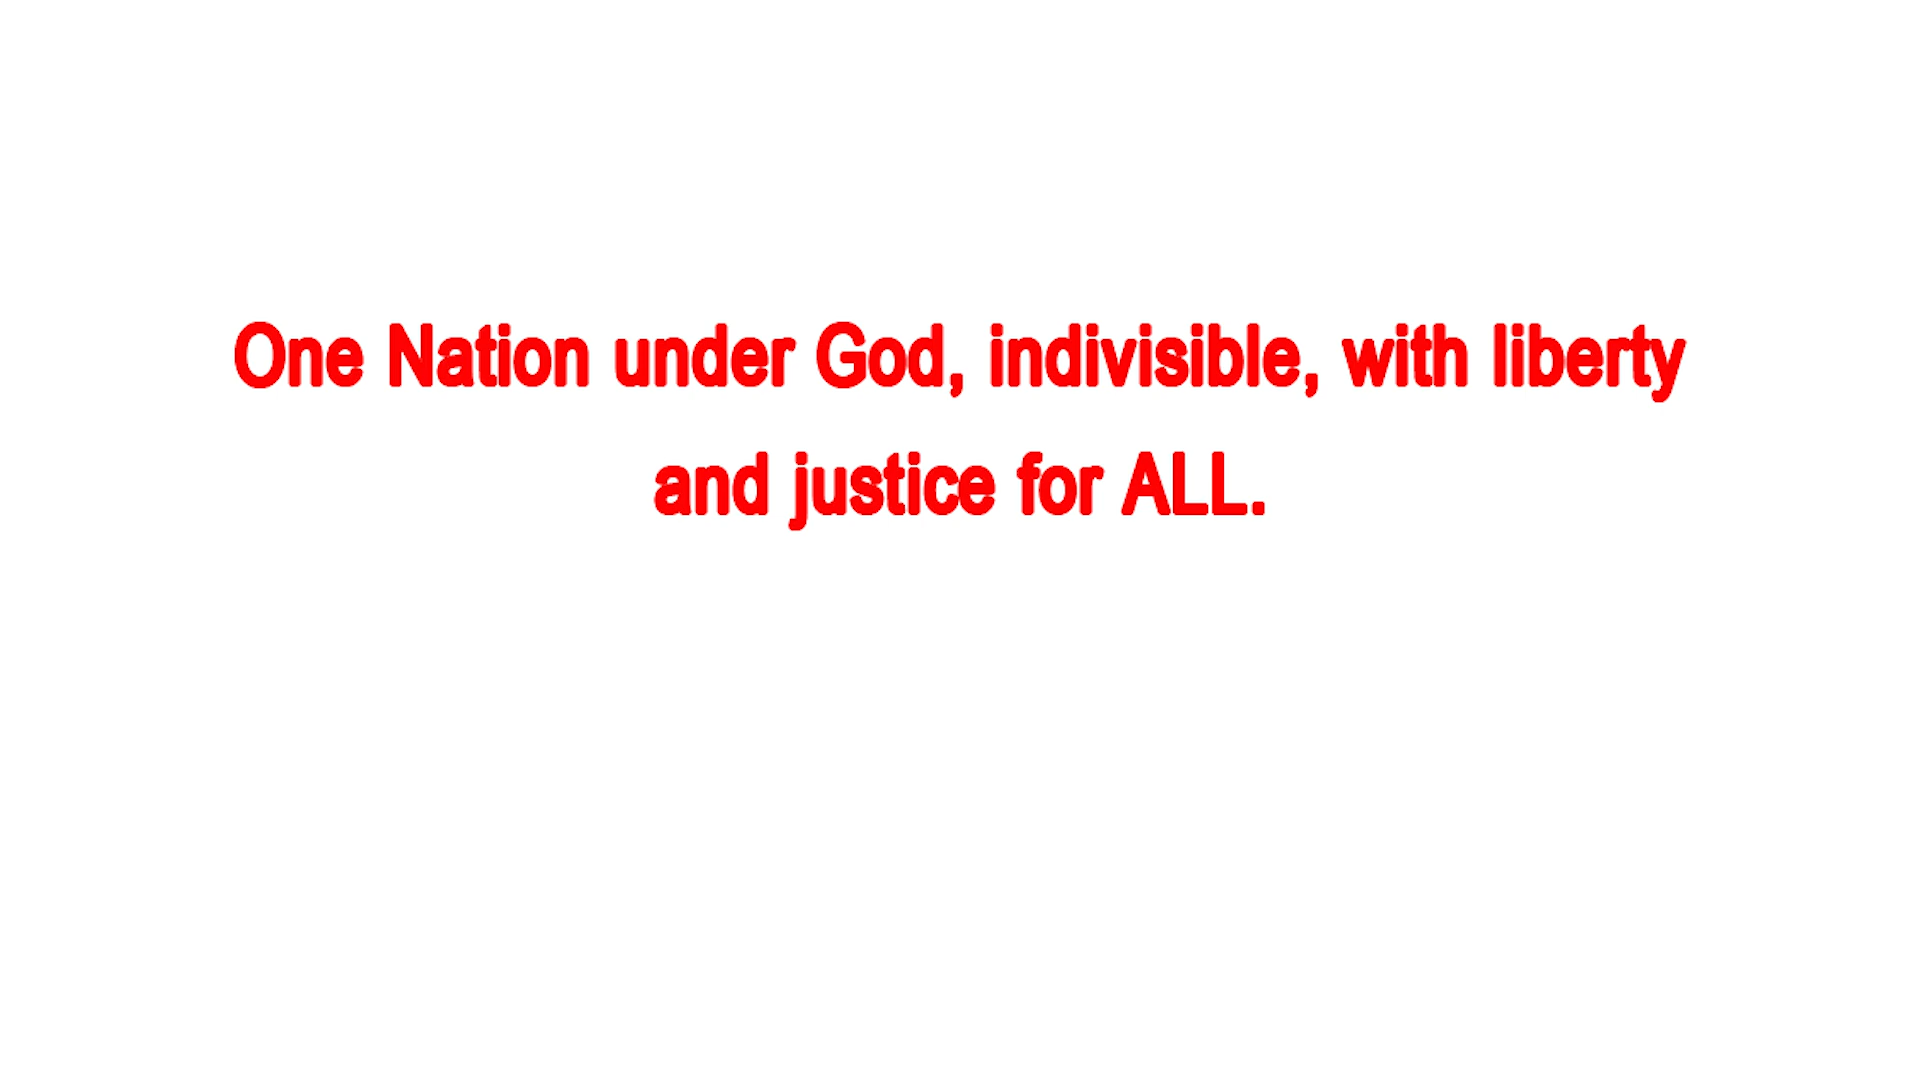 One Nation under God, indivisible, with liberty
and justice for ALL.